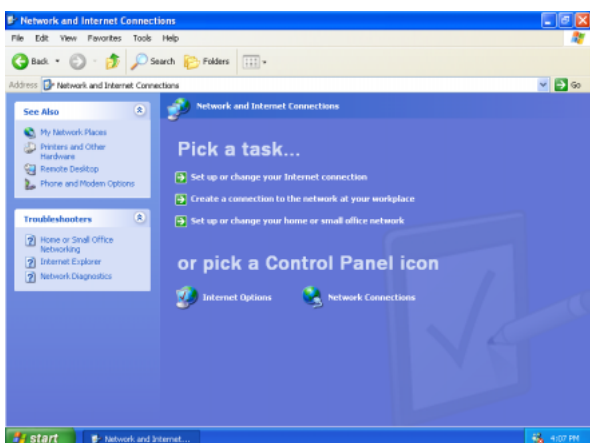 Network and Internet Connections
File Edit View Favorites Tools Help
Back Search Folders
Address Network and Internet Connections Go
See Also
My Network Places
Printers and Other
Hardware
Remote Desktop
Phone and Modem Options
Troubleshooters
Home or Small Office
Networking
Internet Explorer
Network Diagnostics
Network and Internet Connections
Pick a task...
Set up or change your Internet connection
Create a connection to the network at your workplace
Set up or change your home or small office network
or pick a Control Panel icon
Internet Options Network Connections
start Network and Internet... 4:07 PM